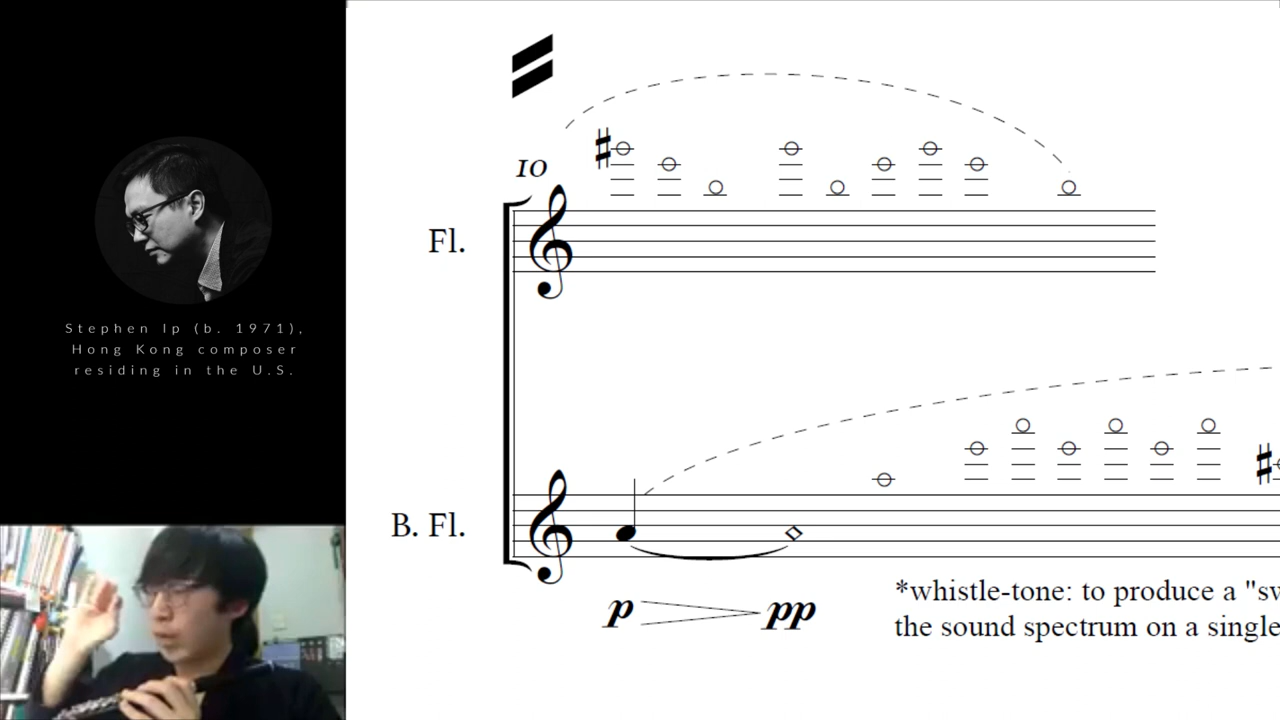 Stephen Ip (b. 1971),
Hong Kong composer
residing in the U.S.
10
Fl.
B. Fl.
p pp
*whistle-tone: to produce a "sw
the sound spectrum on a single